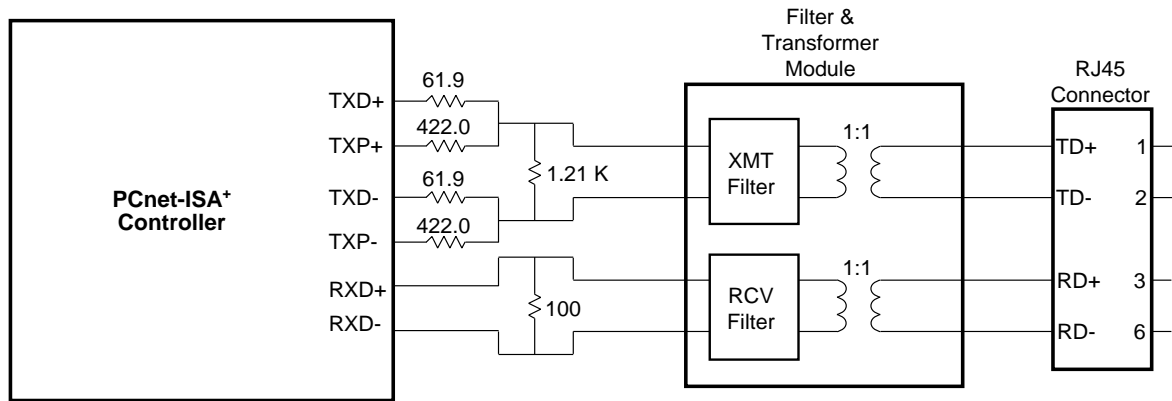 Filter &
Transformer
Module
RJ45
Connector
61.9
TXD+
422.0
TXP+
1.21 K
61.9
TXD-
422.0
TXP-
PCnet-ISA+
Controller
RXD+
RXD-
100
XMT
Filter
1:1
RCV
Filter
1:1
TD+ 1
TD- 2
RD+ 3
RD- 6